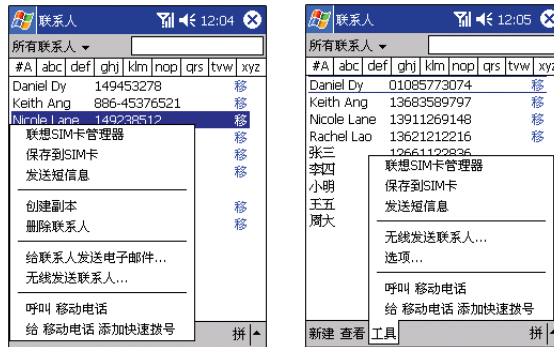 联系人 12:04
所有联系人
#A abc def ghj klm nop qrs tvw xyz
Daniel Dy 149453278 移
Keith Ang 886-45376521 移
Nicole Lane 149238512 移
移
移
移
移
移
联想SIM卡管理器
保存到SIM卡
发送短信息
创建副本
删除联系人
给联系人发送电子邮件...
无线发送联系人...
呼叫 移动电话
给 移动电话 添加快速拨号
拼
联系人 12:05
所有联系人
#A abc def ghj klm nop qrs tvw xyz
Daniel Dy 01085773074 移
Keith Ang 13683589797 移
Nicole Lane 13911269148 移
Rachel Lao 13621212216 移
张三 12661122836
李四
小明
王五
周大
联想SIM卡管理器
保存到SIM卡
发送短信息
无线发送联系人...
选项...
呼叫 移动电话
给 移动电话 添加快速拨号
新建 查看 工具 拼